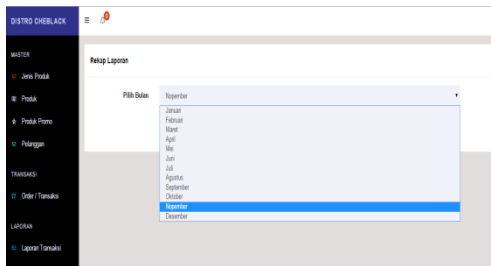 DISTRO CHEBLACK
MASTER
Jenis Produk
Produk
Produk Promo
Pelanggan
TRANSAKSI
Order / Transaksi
LAPORAN
Laporan Transaksi
Rekap Laporan
Pilih Bulan
Nopember
Januari
Februari
Maret
April
Mei
Juni
Juli
Agustus
September
Oktober
Nopember
Desember